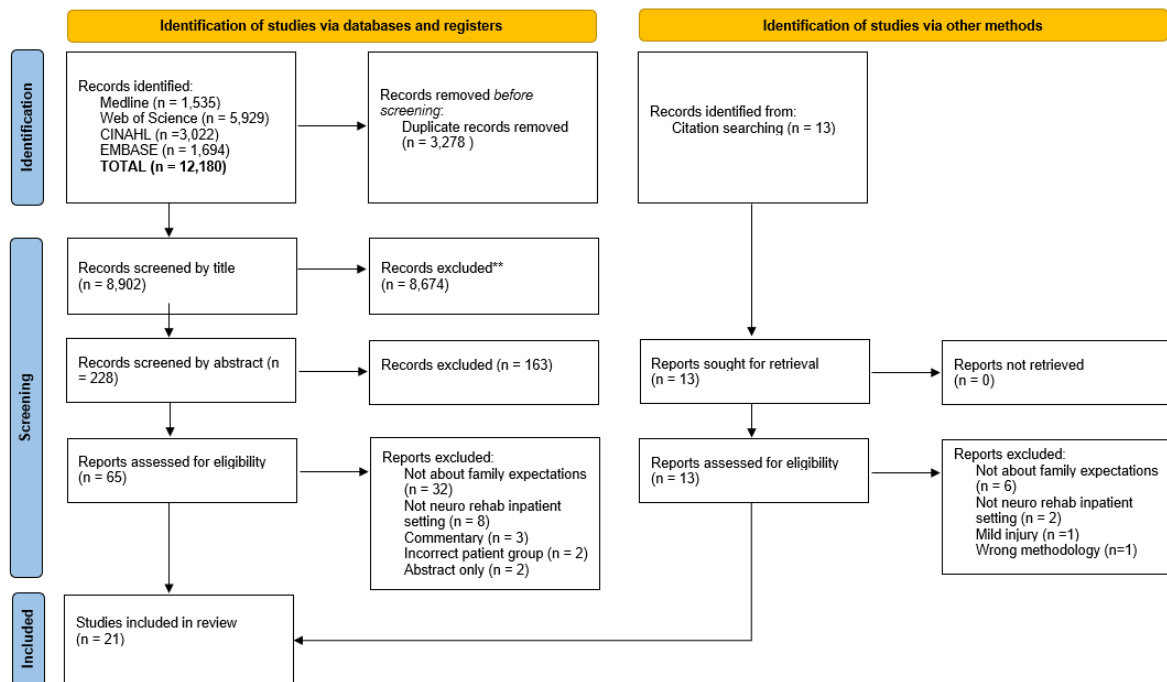 Identification of studies via databases and registers
Identification of studies via other methods
Identification
Records identified:
Medline (n = 1,535)
Web of Science (n = 5,929)
CINAHL (n =3,022)
EMBASE (n = 1,694)
TOTAL (n = 12,180)
Records removed before
screening:
Duplicate records removed
(n = 3,278 )
Records identified from:
Citation searching (n = 13)
Screening
Records screened by title
(n = 8,902)
Records excluded**
(n = 8,674)
Records screened by abstract (n
= 228)
Records excluded (n = 163)
Reports sought for retrieval
(n = 13)
Reports not retrieved
(n = 0)
Reports assessed for eligibility
(n = 65)
Reports excluded:
Not about family expectations
(n = 32)
Not neuro rehab inpatient
setting (n = 8)
Commentary (n = 3)
Incorrect patient group (n = 2)
Abstract only (n = 2)
Reports assessed for eligibility
(n = 13)
Reports excluded:
Not about family expectations
(n = 6)
Not neuro rehab inpatient
setting (n = 2)
Mild injury (n =1)
Wrong methodology (n=1)
Included
Studies included in review
(n = 21)